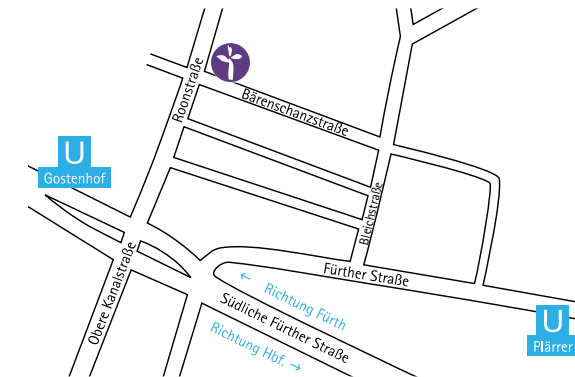 Roonstraße
Bärenschanzstraße
U
Gostenhof
Bleichstraße
Obere Kanalstraße
Fürther Straße
← Richtung Fürth
Südliche Fürther Straße
Richtung Hbf. →
U
Plärrer